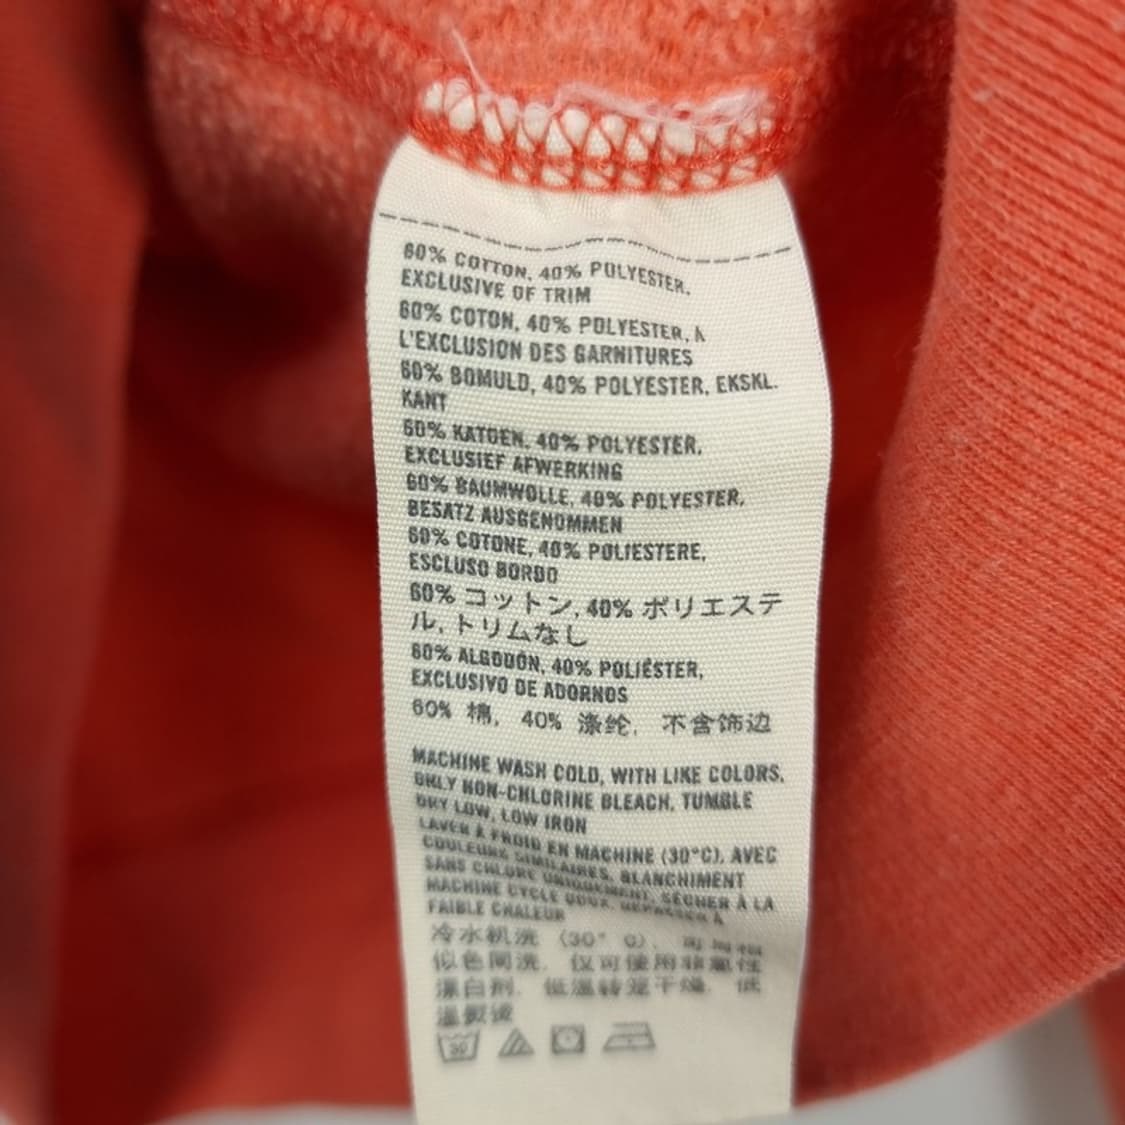 60% COTTON, 40% POLYESTER,
EXCLUSIVE OF TRIM
60% COTON, 40% POLYESTER, À
L'EXCLUSION DES GARNITURES
60% BOMULD, 40% POLYESTER, EKSKL.
KANT
60% KATOEN, 40% POLYESTER,
EXCLUSIEF AFWERKING
60% BAUMWOLLE, 40% POLYESTER,
BESATZ AUSGENOMMEN
60% COTONE, 40% POLIESTERE,
ESCLUSO BORDO
60% コットン, 40% ポリエステ
ル, トリムなし
60% ALGODÓN, 40% POLIÉSTER,
EXCLUSIVO DE ADORNOS
60% 棉, 40% 涤纶, 不含饰边
MACHINE WASH COLD, WITH LIKE COLORS,
ONLY NON-CHLORINE BLEACH, TUMBLE
DRY LOW, LOW IRON
LAVER À FROID EN MACHINE (30°C), AVEC
COULEURS SIMILAIRES, BLANCHIMENT
SANS CHLORE UNIQUEMENT, SÉCHER À LA
MACHINE CYCLE DOUX, REPASSER À
FAIBLE CHALEUR
冷水机洗 (30° C),
似色同洗, 仅可使用非氯性
漂白剂, 低温转笼干燥, 低
温熨烫
30